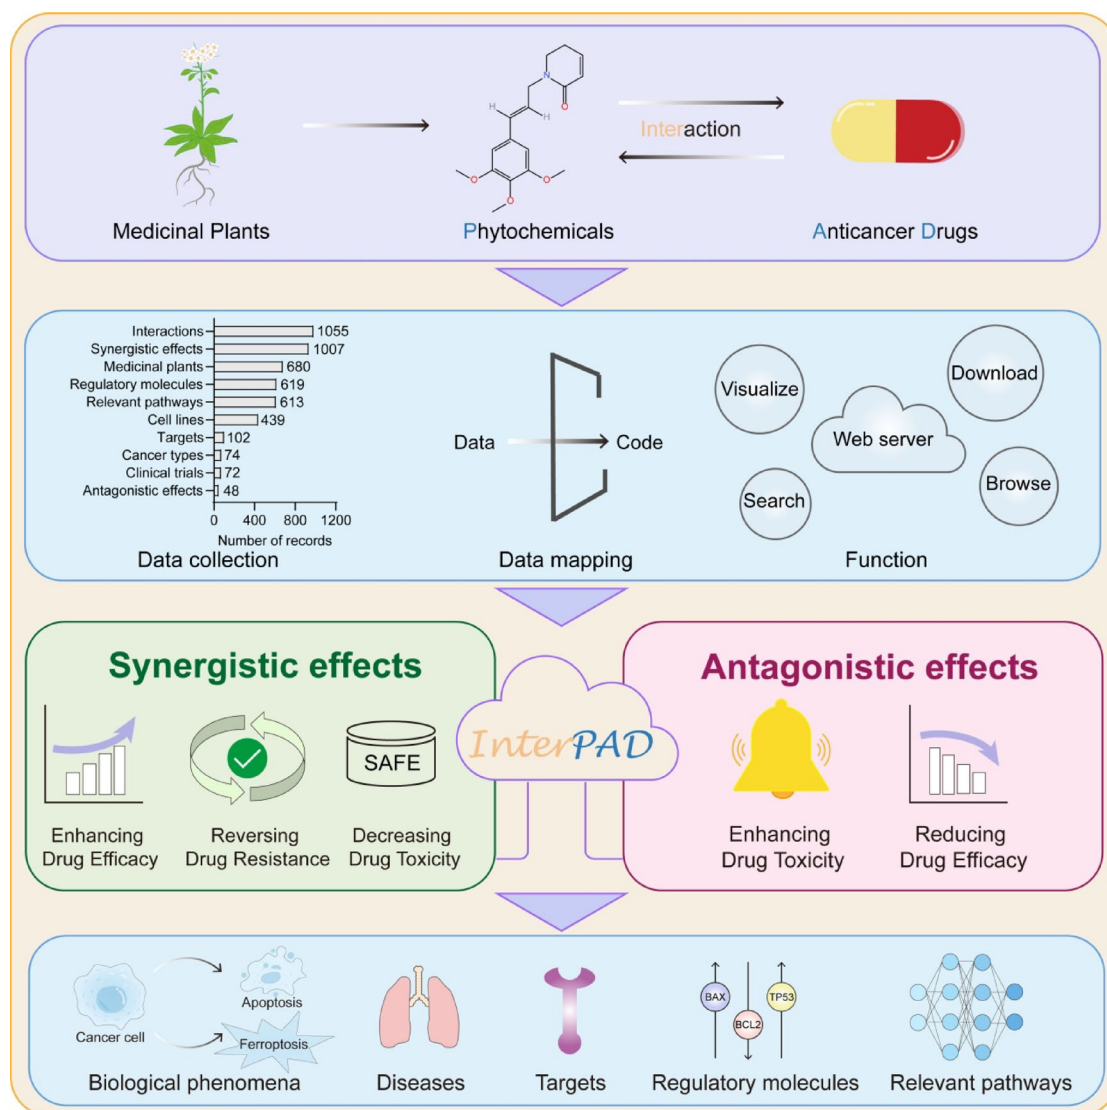 N
O
H
H
O
O
O
Interaction
Medicinal Plants
Phytochemicals
Anticancer Drugs
Interactions 1055
Synergistic effects 1007
Medicinal plants 680
Regulatory molecules 619
Relevant pathways 613
Cell lines 439
Targets 102
Cancer types 74
Clinical trials 72
Antagonistic effects 48
0 400 800 1200
Number of records
Data collection
Data
Code
Data mapping
Visualize
Download
Web server
Search
Browse
Function
Synergistic effects
SAFE
Enhancing
Drug Efficacy
Reversing
Drug Resistance
Decreasing
Drug Toxicity
InterPAD
Antagonistic effects
Enhancing
Drug Toxicity
Reducing
Drug Efficacy
Cancer cell
Apoptosis
Ferroptosis
Biological phenomena
Diseases
Targets
BAX
BCL2
TP53
Regulatory molecules
Relevant pathways